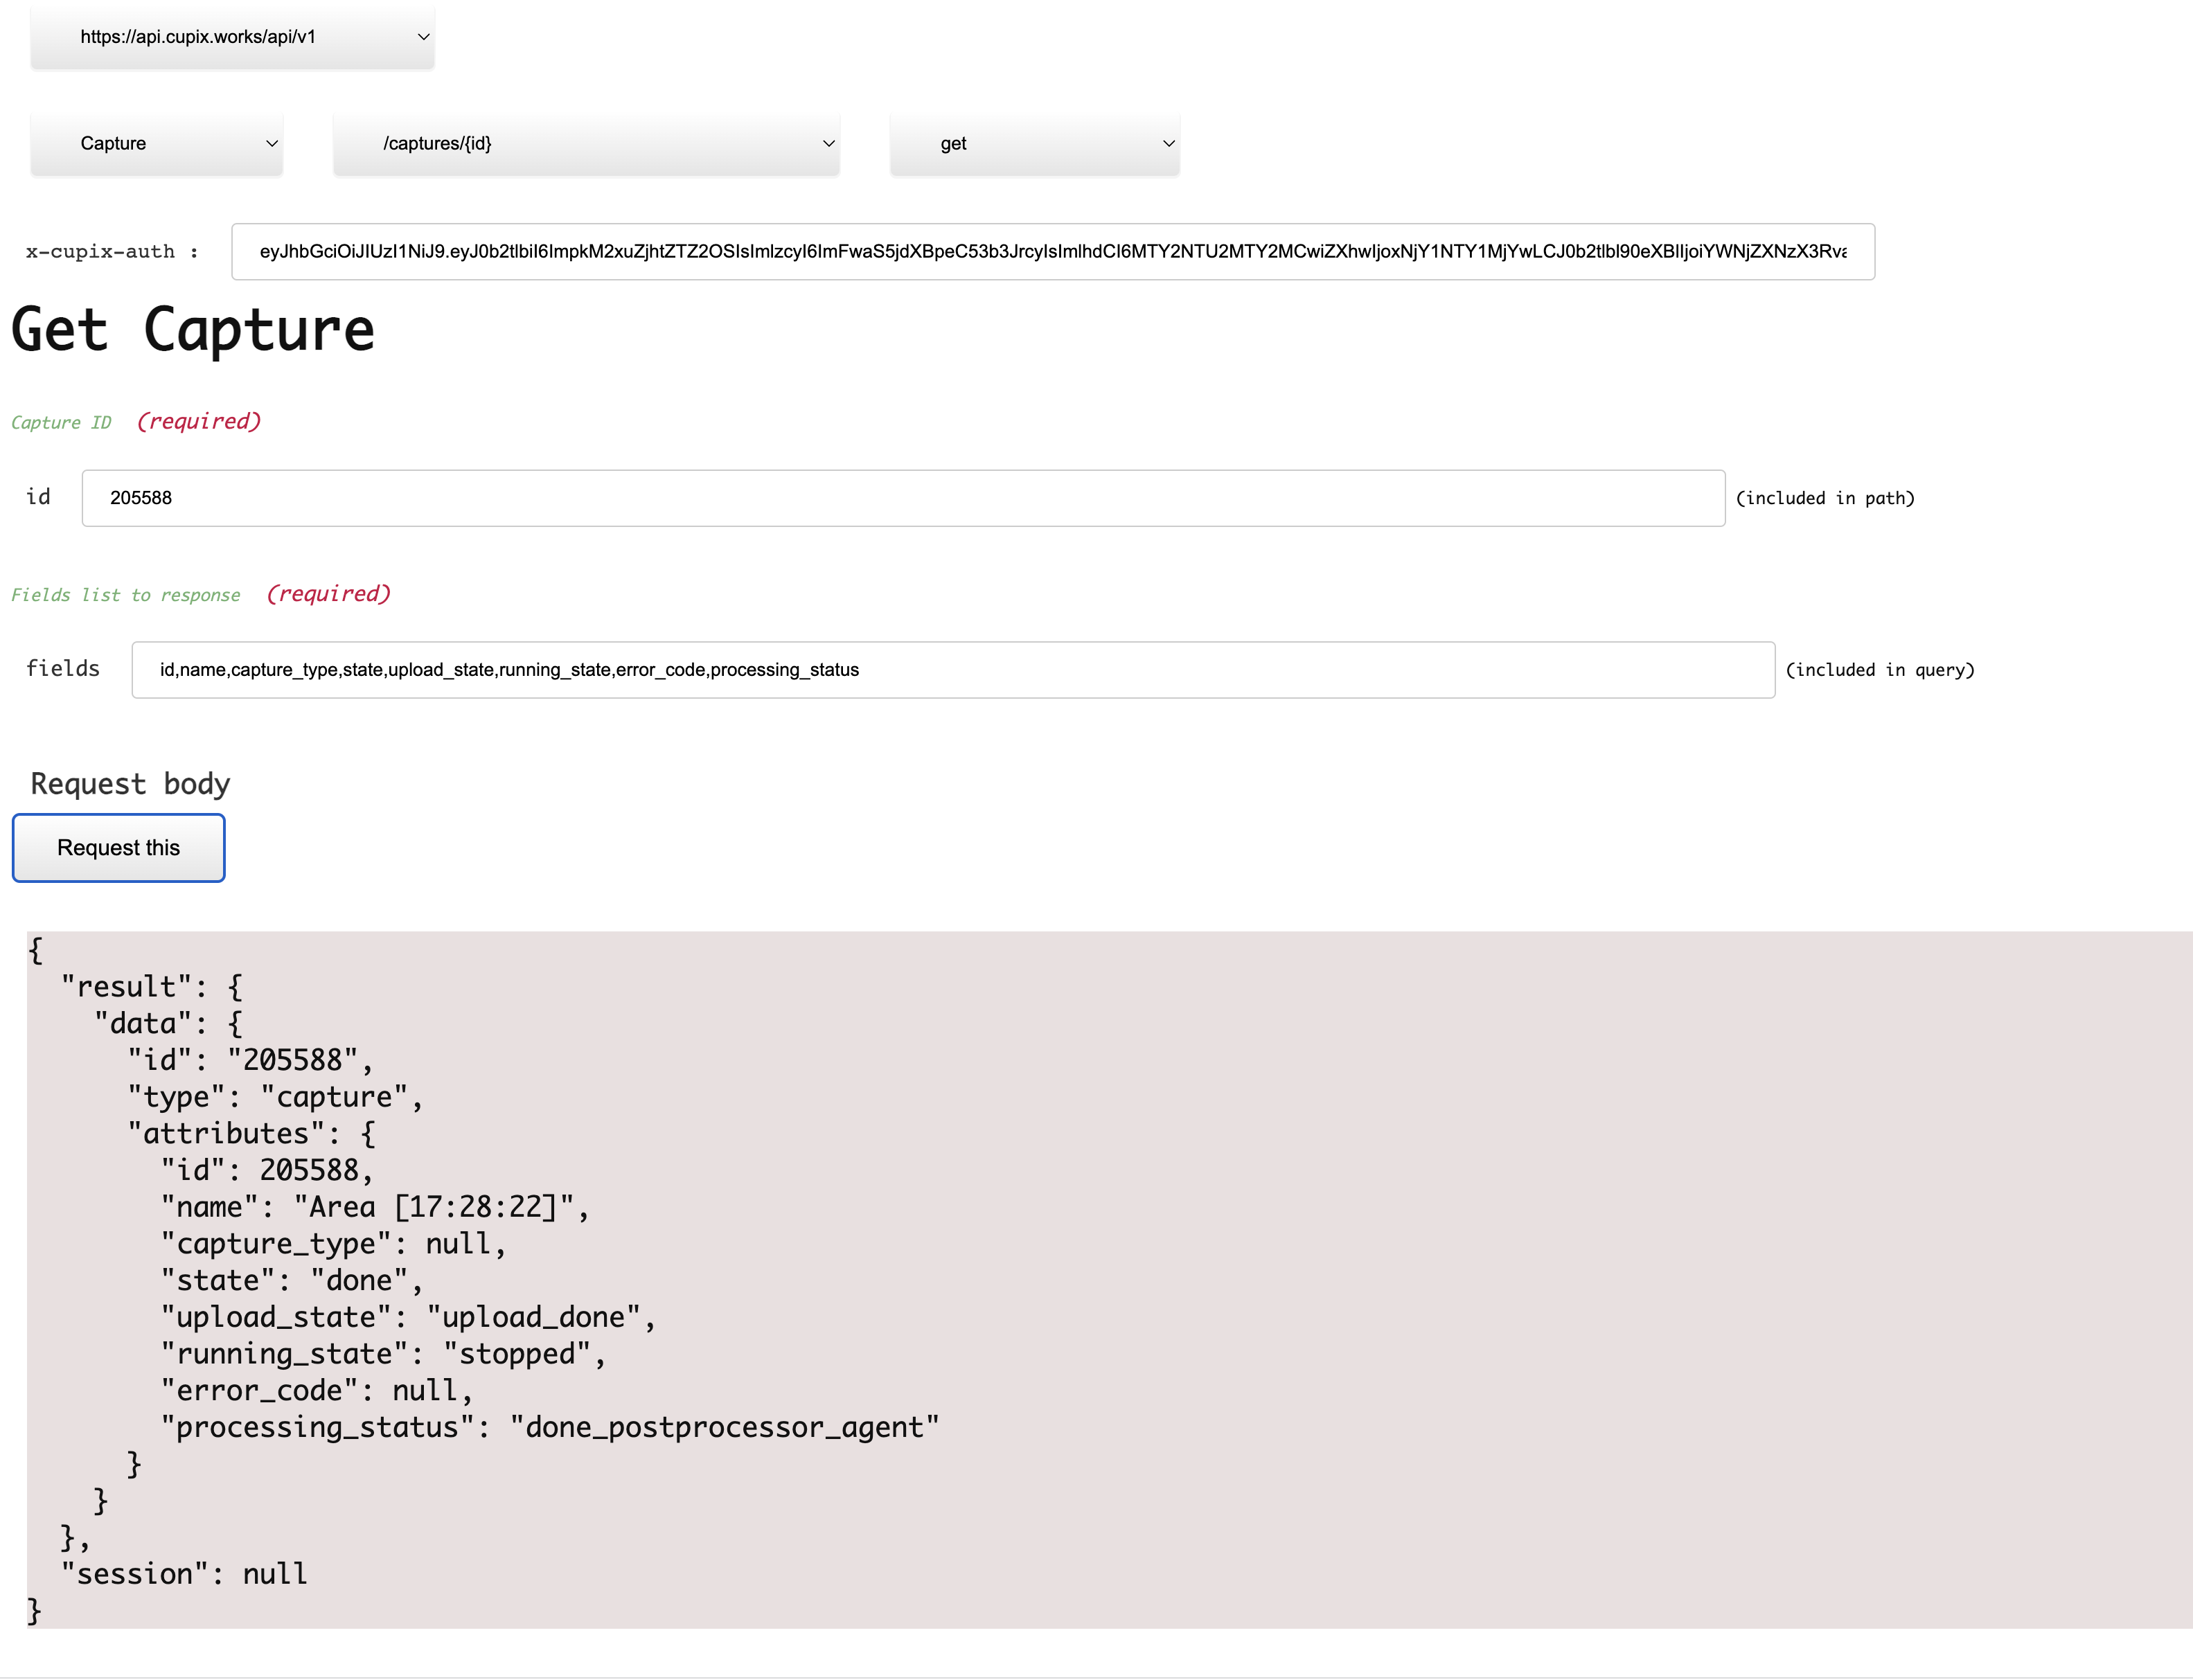 https://api.cupix.works/api/v1
Capture /captures/{id} get
x-cupix-auth : eyJhbGciOiJIUzI1NiJ9.eyJ0b2tlbiI6ImpkM2xuZjhtZTZ2OSIsImlzcyI6ImFwaS5jdXBpeC53b3JrcyIsImlhdCI6MTY2NTU2MTY2MCwiZXhwIjoxNjY1NTY1MjYwLCJ0b2tlbl90eXBlIjoiYWNjZXNzX3Rva
Get Capture
Capture ID (required)
id 205588 (included in path)
Fields list to response (required)
fields id,name,capture_type,state,upload_state,running_state,error_code,processing_status (included in query)
Request body
Request this
{
  "result": {
    "data": {
      "id": "205588",
      "type": "capture",
      "attributes": {
        "id": 205588,
        "name": "Area [17:28:22]",
        "capture_type": null,
        "state": "done",
        "upload_state": "upload_done",
        "running_state": "stopped",
        "error_code": null,
        "processing_status": "done_postprocessor_agent"
      }
    }
  },
  "session": null
}